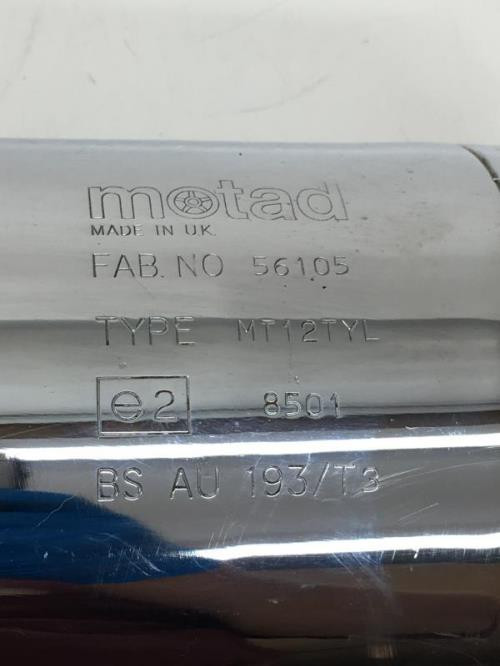 motad
MADE IN U.K.
FAB. NO 56105
TYPE MT12TYL
e2 8501
BS AU 193/T3